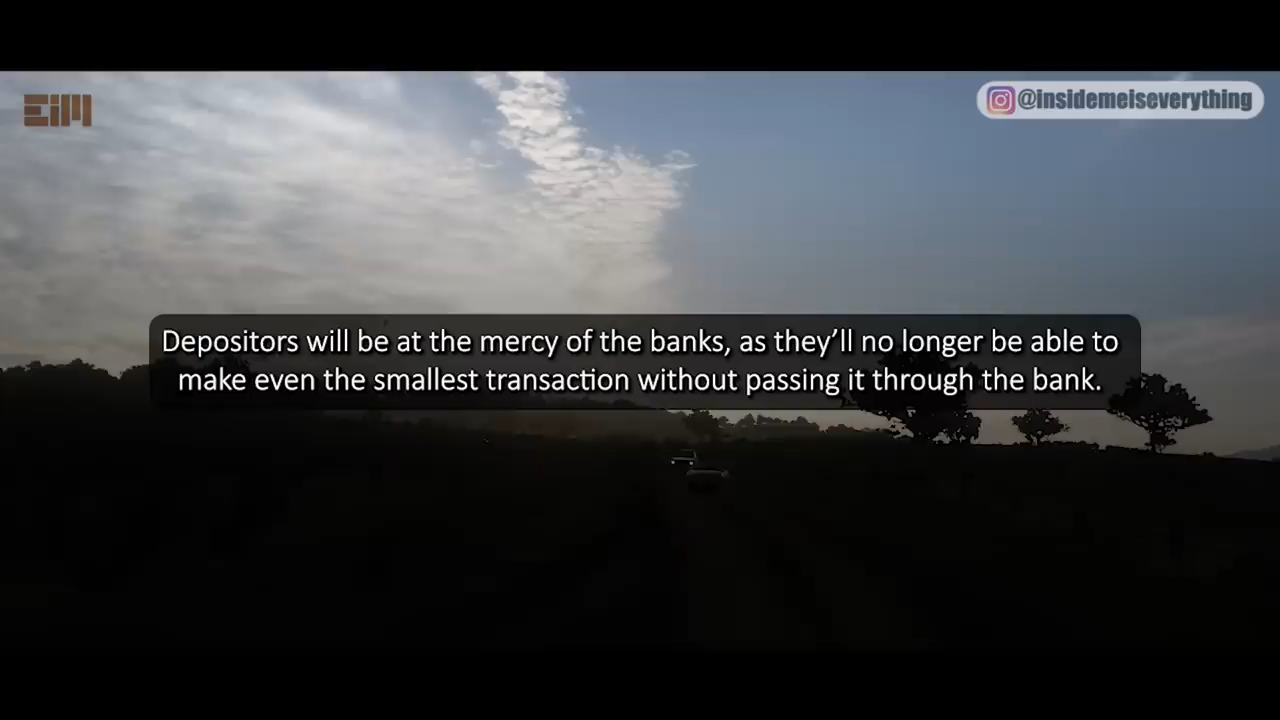 EiM
@insidemeiseverything
Depositors will be at the mercy of the banks, as they’ll no longer be able to
make even the smallest transaction without passing it through the bank.